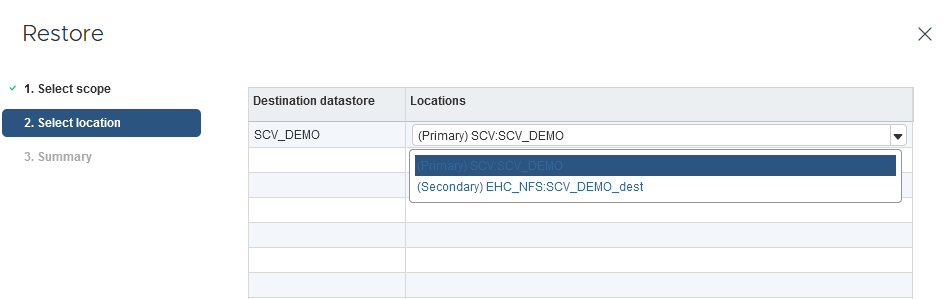 Restore
1. Select scope
2. Select location
3. Summary
Destination datastore Locations
SCV_DEMO (Primary) SCV:SCV_DEMO
(Primary) SCV:SCV_DEMO
(Secondary) EHC_NFS:SCV_DEMO_dest